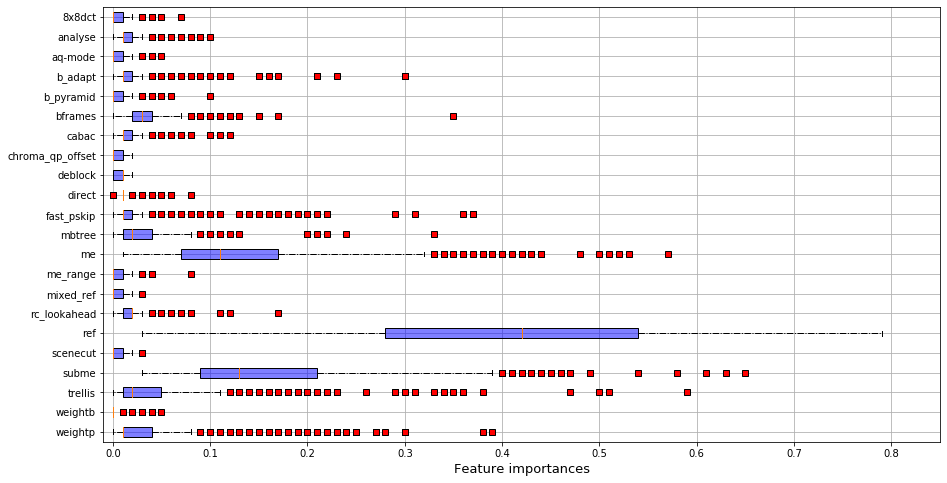 8x8dct
analyse
aq-mode
b_adapt
b_pyramid
bframes
cabac
chroma_qp_offset
deblock
direct
fast_pskip
mbtree
me
me_range
mixed_ref
rc_lookahead
ref
scenecut
subme
trellis
weightb
weightp
0.0 0.1 0.2 0.3 0.4 0.5 0.6 0.7 0.8
Feature importances